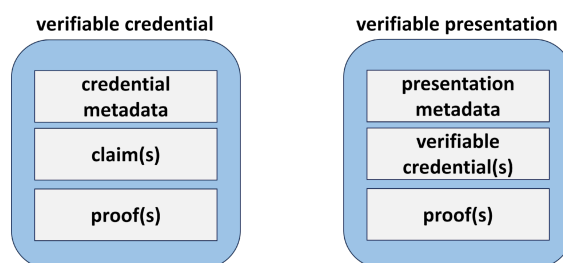 verifiable credential
credential
metadata
claim(s)
proof(s)
verifiable presentation
presentation
metadata
verifiable
credential(s)
proof(s)